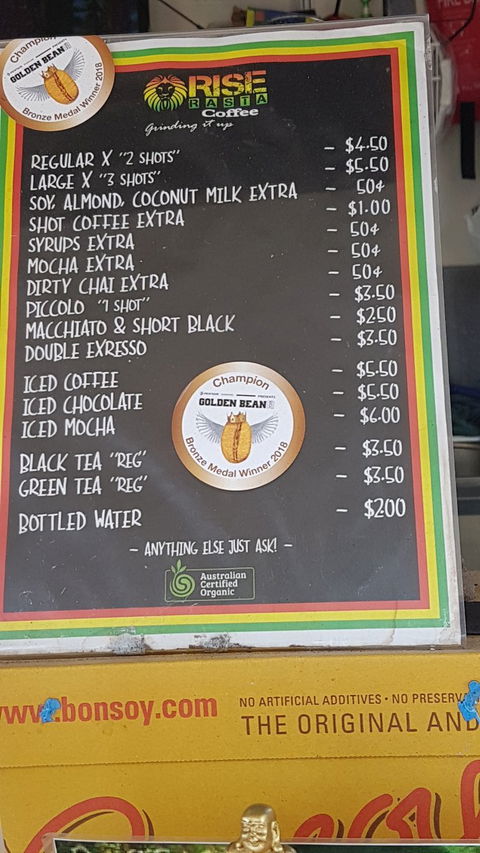 Champion
GOLDEN BEAN
Bronze Medal Winner 2018
RISE
RASTA
Coffee
Grinding it up
REGULAR X "2 SHOTS" - $4.50
LARGE X "3 SHOTS" - $5.50
SOY, ALMOND, COCONUT MILK EXTRA - 50¢
SHOT COFFEE EXTRA - $1.00
SYRUPS EXTRA - 50¢
MOCHA EXTRA - 50¢
DIRTY CHAI EXTRA - 50¢
PICCOLO "1 SHOT" - $3.50
MACCHIATO & SHORT BLACK - $2.50
DOUBLE EXRESSO - $3.50
ICED COFFEE - $5.50
ICED CHOCOLATE - $5.50
ICED MOCHA - $6.00
Champion
PRESENTS
GOLDEN BEAN
Bronze Medal Winner 2018
BLACK TEA "REG" - $3.50
GREEN TEA "REG" - $3.50
BOTTLED WATER - $200
- ANYTHING ELSE JUST ASK! -
Australian
Certified
Organic
www.bonsoy.com
NO ARTIFICIAL ADDITIVES • NO PRESERV
THE ORIGINAL AND